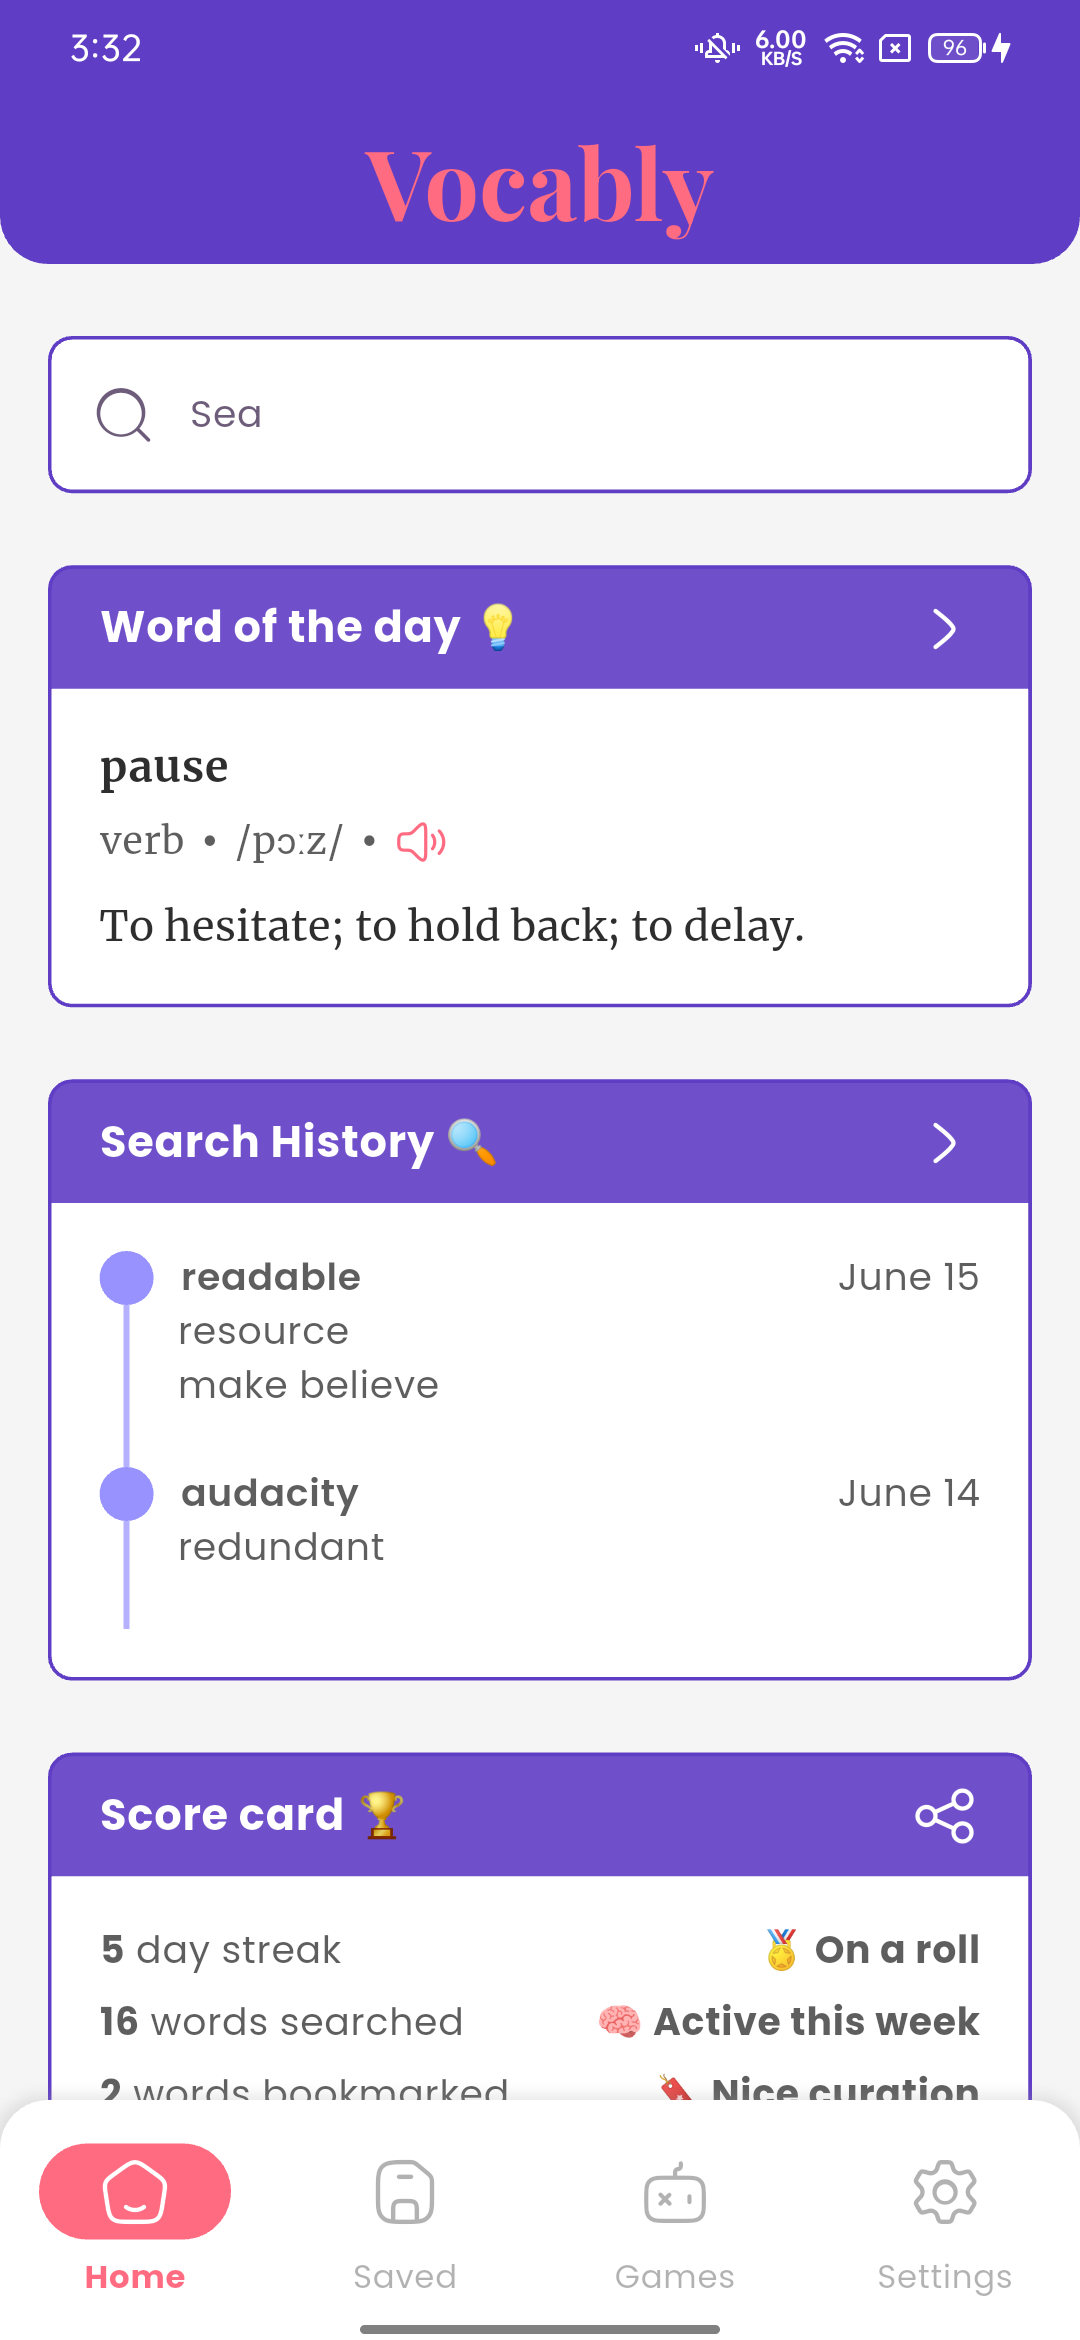 3:32
6.00
KB/S
96
Vocably
Sea
Word of the day 💡
pause
verb • /pɔːz/ •
To hesitate; to hold back; to delay.
Search History 🔍
readable June 15
resource
make believe
audacity June 14
redundant
Score card 🏆
5 day streak 🏅 On a roll
16 words searched 🧠 Active this week
2 words bookmarked 🔖 Nice curation
Home Saved Games Settings